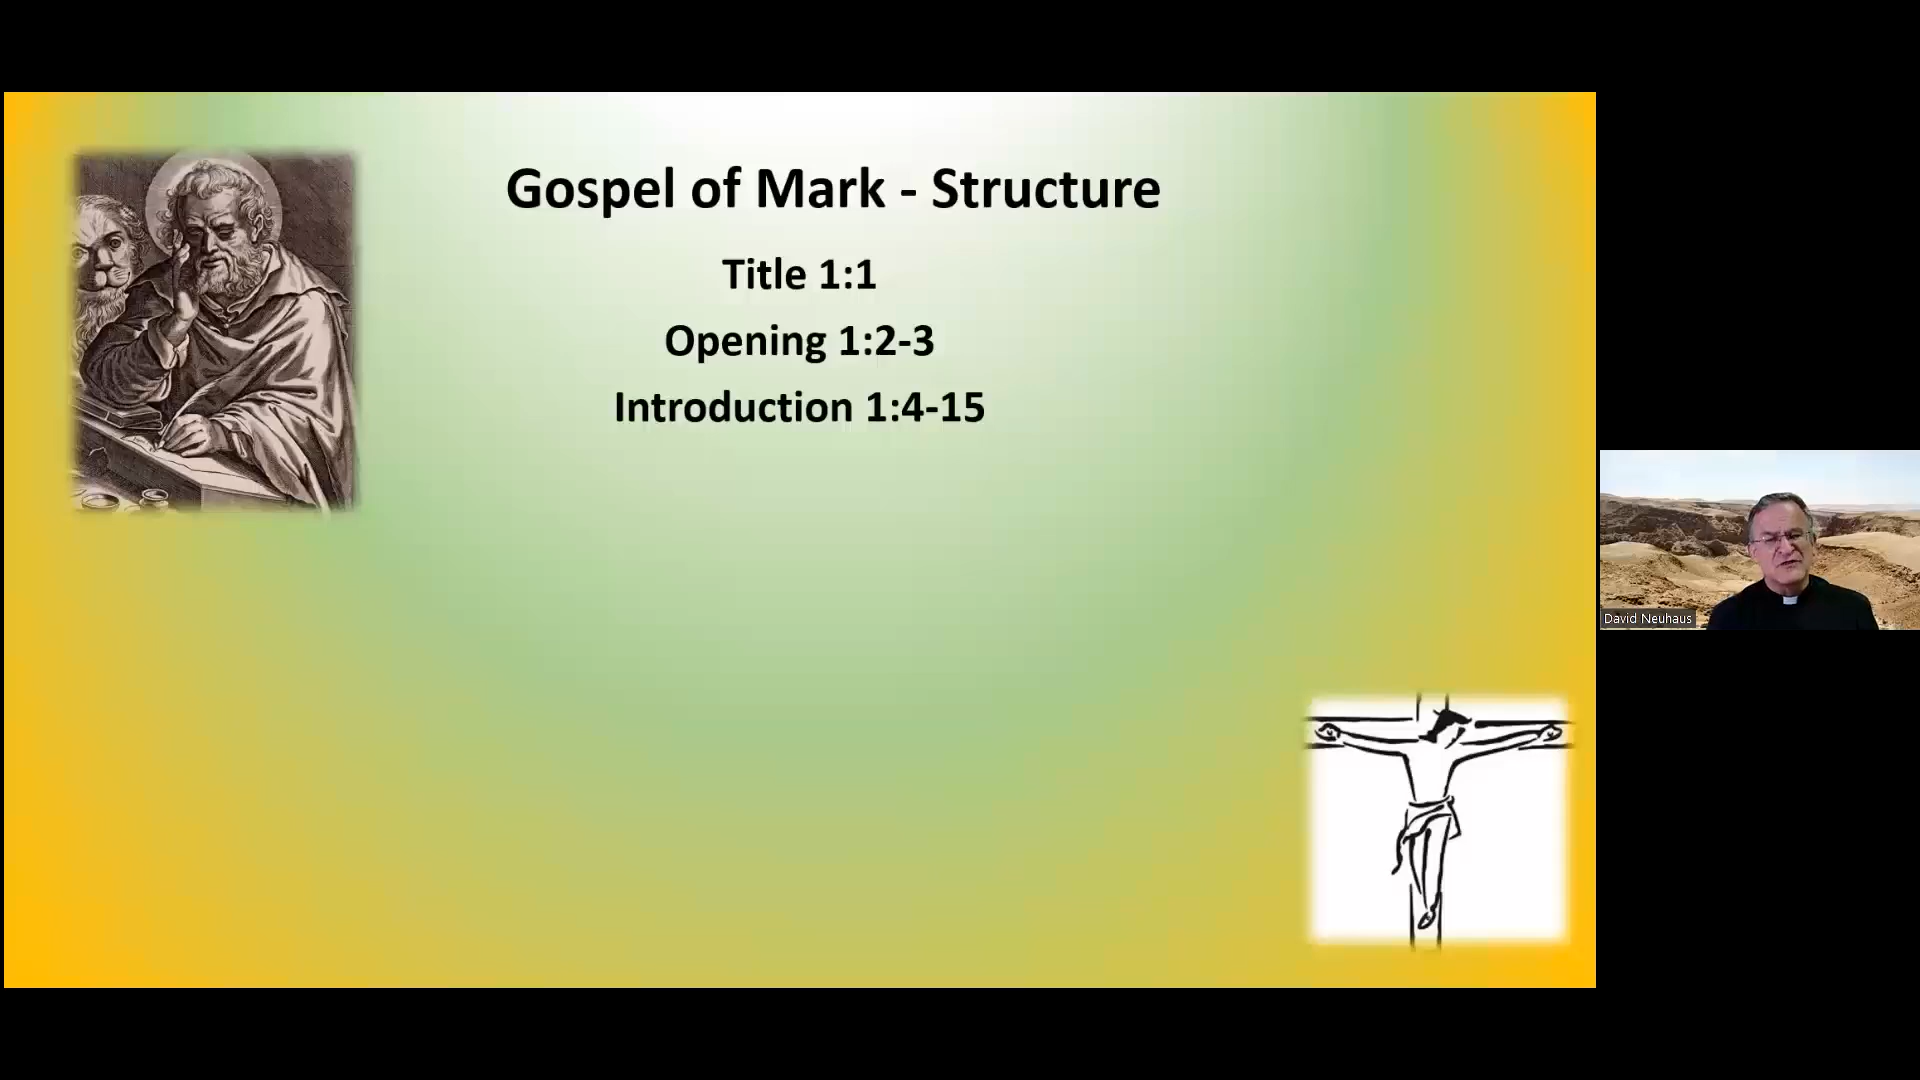 Gospel of Mark - Structure
Title 1:1
Opening 1:2-3
Introduction 1:4-15
David Neuhaus